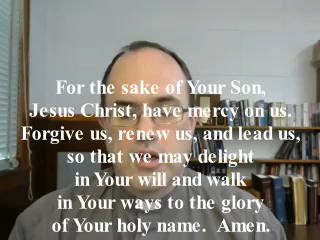 For the sake of Your Son,
Jesus Christ, have mercy on us.
Forgive us, renew us, and lead us,
so that we may delight
in Your will and walk
in Your ways to the glory
of Your holy name.  Amen.